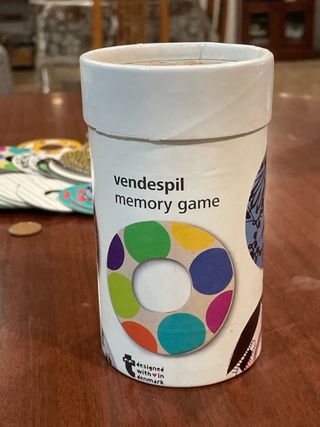 vendespil
memory game
designed
with♥in
denmark